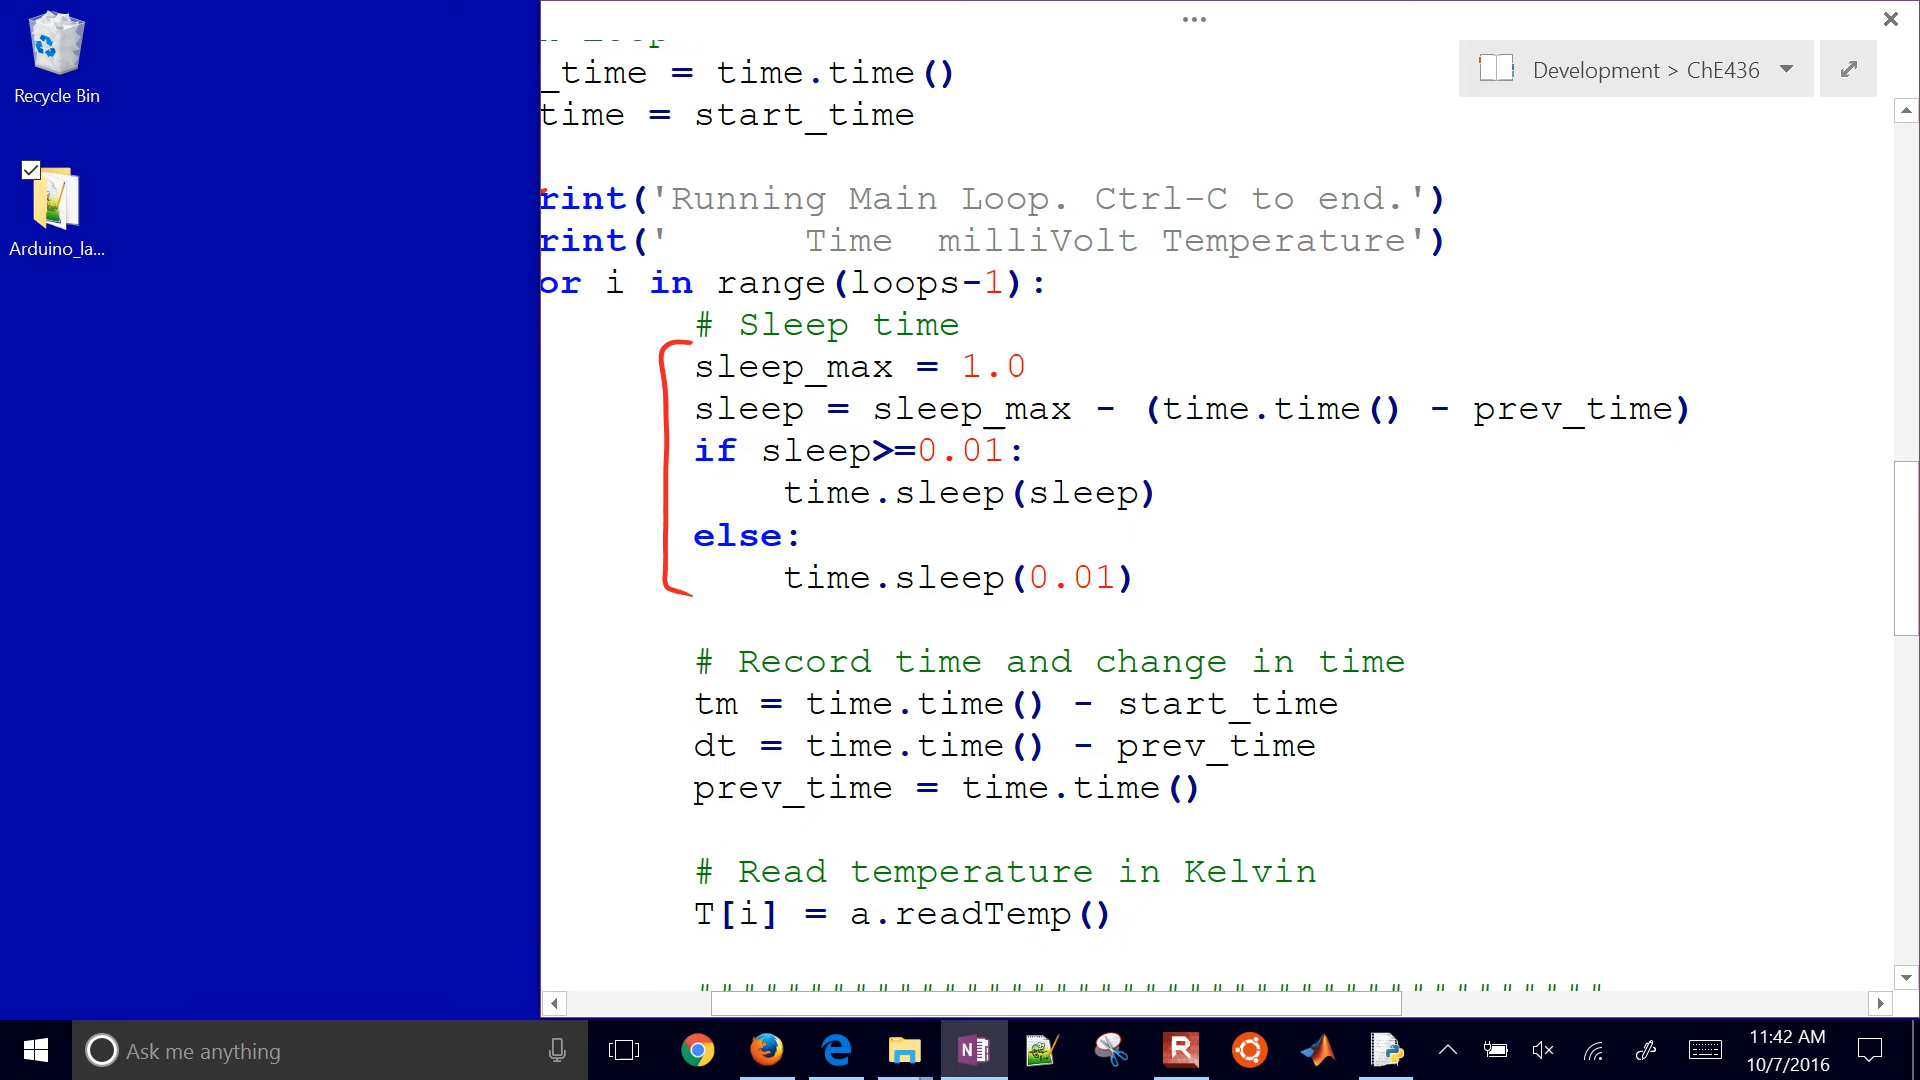 Recycle Bin
Arduino_la...
Development > ChE436
_time = time.time()
time = start_time
rint('Running Main Loop. Ctrl-C to end.')
rint('      Time  milliVolt Temperature')
or i in range(loops-1):
# Sleep time
sleep_max = 1.0
sleep = sleep_max - (time.time() - prev_time)
if sleep>=0.01:
    time.sleep(sleep)
else:
    time.sleep(0.01)
# Record time and change in time
tm = time.time() - start_time
dt = time.time() - prev_time
prev_time = time.time()
# Read temperature in Kelvin
T[i] = a.readTemp()
Ask me anything
11:42 AM
10/7/2016